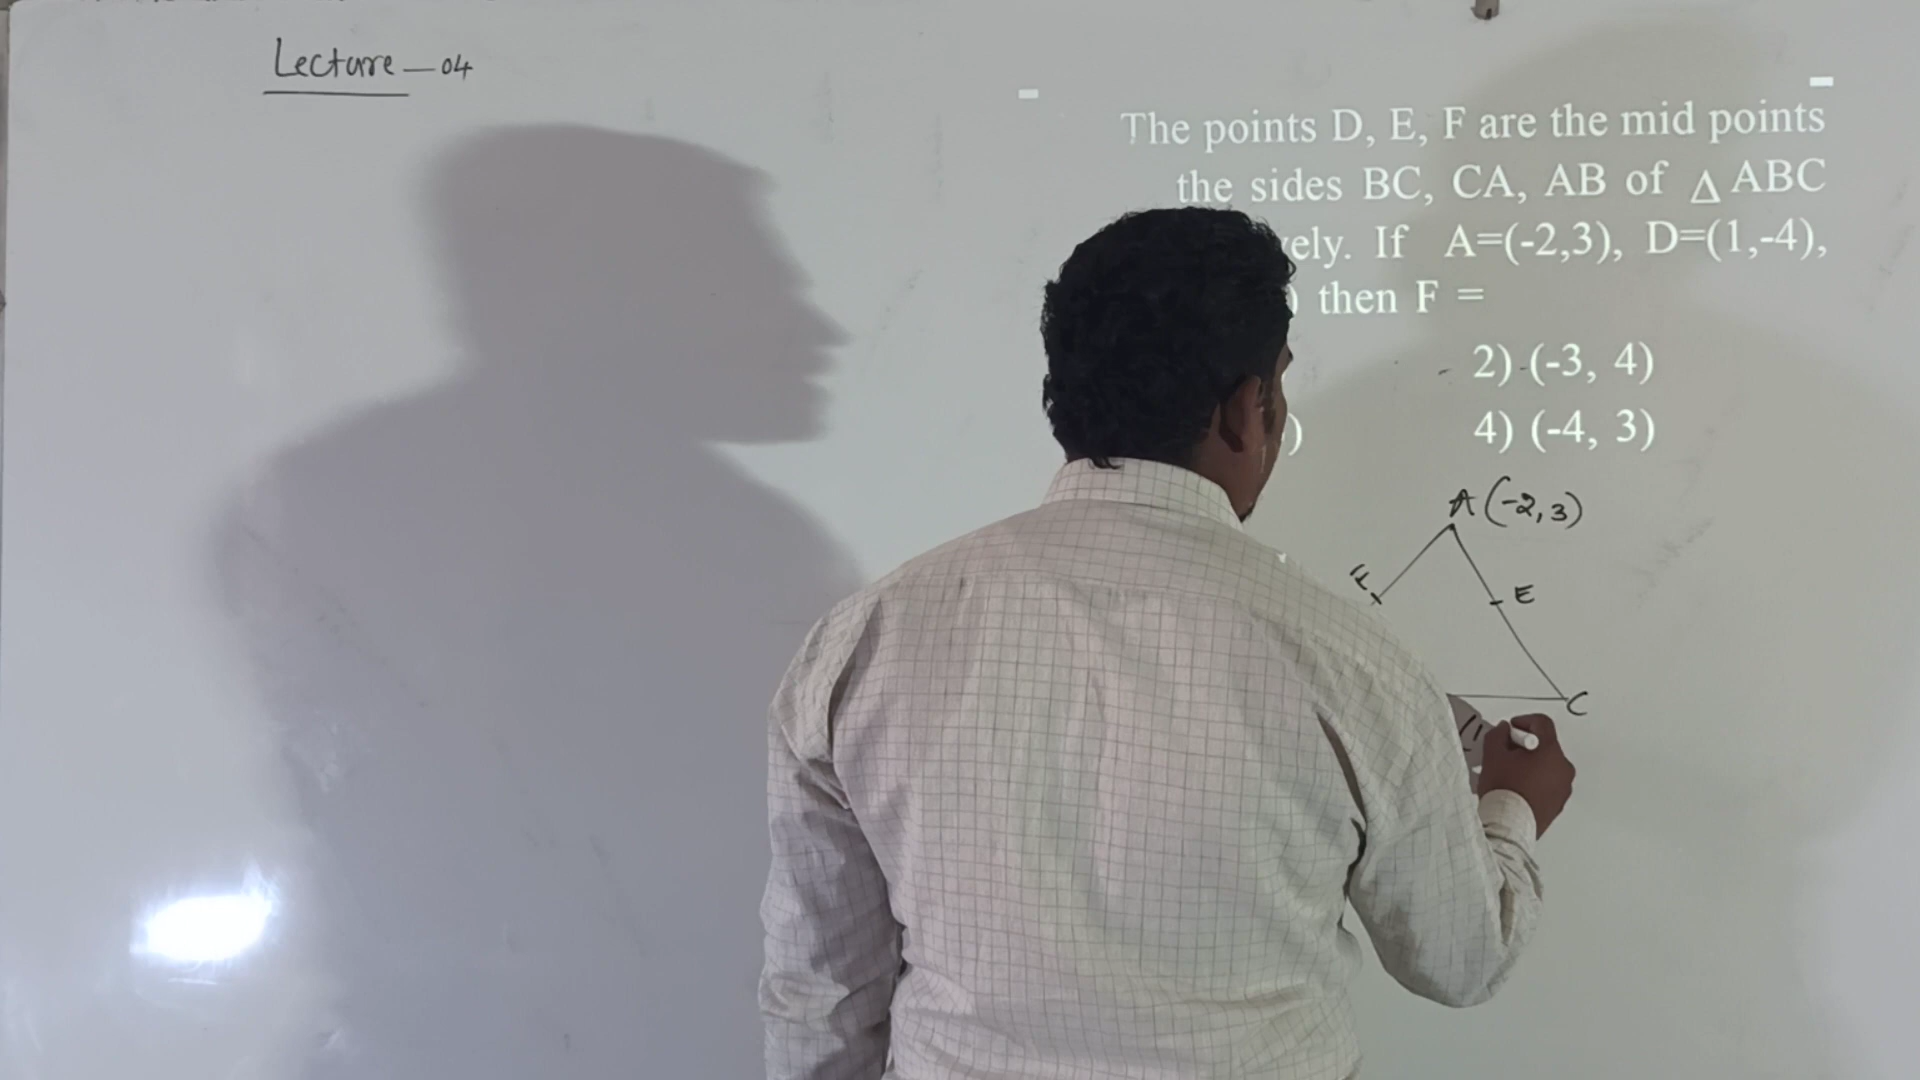 Lecture - 04
The points D, E, F are the mid points
the sides BC, CA, AB of △ ABC
ely. If A=(-2,3), D=(1,-4),
) then F =
2) (-3, 4)
) 4) (-4, 3)
A (-2, 3)
F
E
C
(1